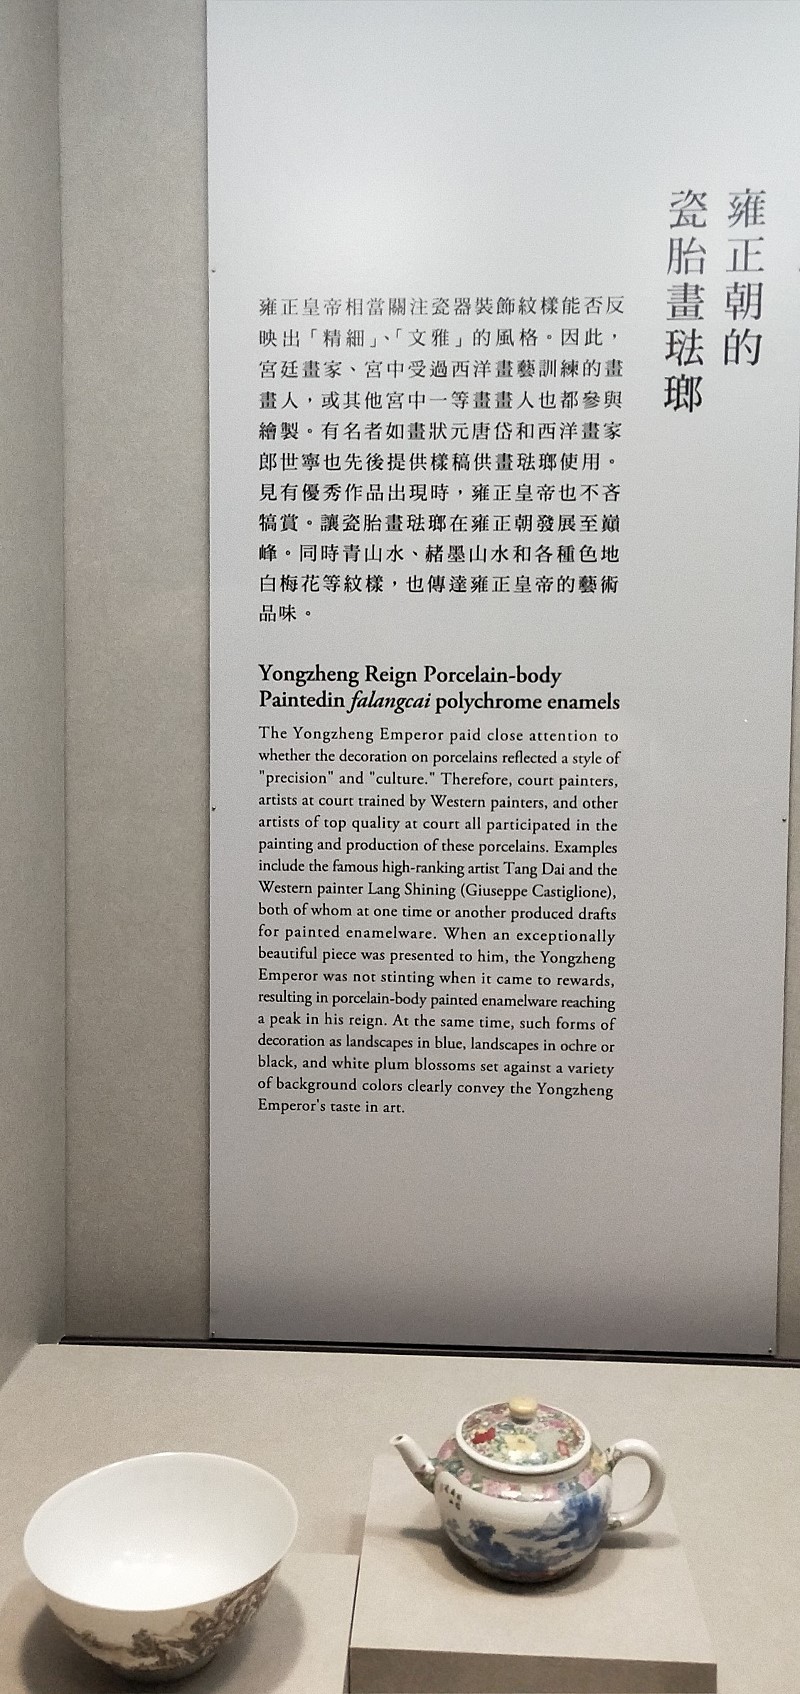 雍正朝的
瓷胎畫琺瑯
雍正皇帝相當關注瓷器裝飾紋樣能否反
映出「精細」、「文雅」的風格。因此，
宮廷畫家、宮中受過西洋畫藝訓練的畫
畫人，或其他宮中一等畫畫人也都參與
繪製。有名者如畫狀元唐岱和西洋畫家
郎世寧也先後提供樣稿供畫琺瑯使用。
見有優秀作品出現時，雍正皇帝也不吝
犒賞。讓瓷胎畫琺瑯在雍正朝發展至巔
峰。同時青山水、赭墨山水和各種色地
白梅花等紋樣，也傳達雍正皇帝的藝術
品味。
Yongzheng Reign Porcelain-body
Paintedin falangcai polychrome enamels
The Yongzheng Emperor paid close attention to
whether the decoration on porcelains reflected a style of
"precision" and "culture." Therefore, court painters,
artists at court trained by Western painters, and other
artists of top quality at court all participated in the
painting and production of these porcelains. Examples
include the famous high-ranking artist Tang Dai and the
Western painter Lang Shining (Giuseppe Castiglione),
both of whom at one time or another produced drafts
for painted enamelware. When an exceptionally
beautiful piece was presented to him, the Yongzheng
Emperor was not stinting when it came to rewards,
resulting in porcelain-body painted enamelware reaching
a peak in his reign. At the same time, such forms of
decoration as landscapes in blue, landscapes in ochre or
black, and white plum blossoms set against a variety
of background colors clearly convey the Yongzheng
Emperor's taste in art.